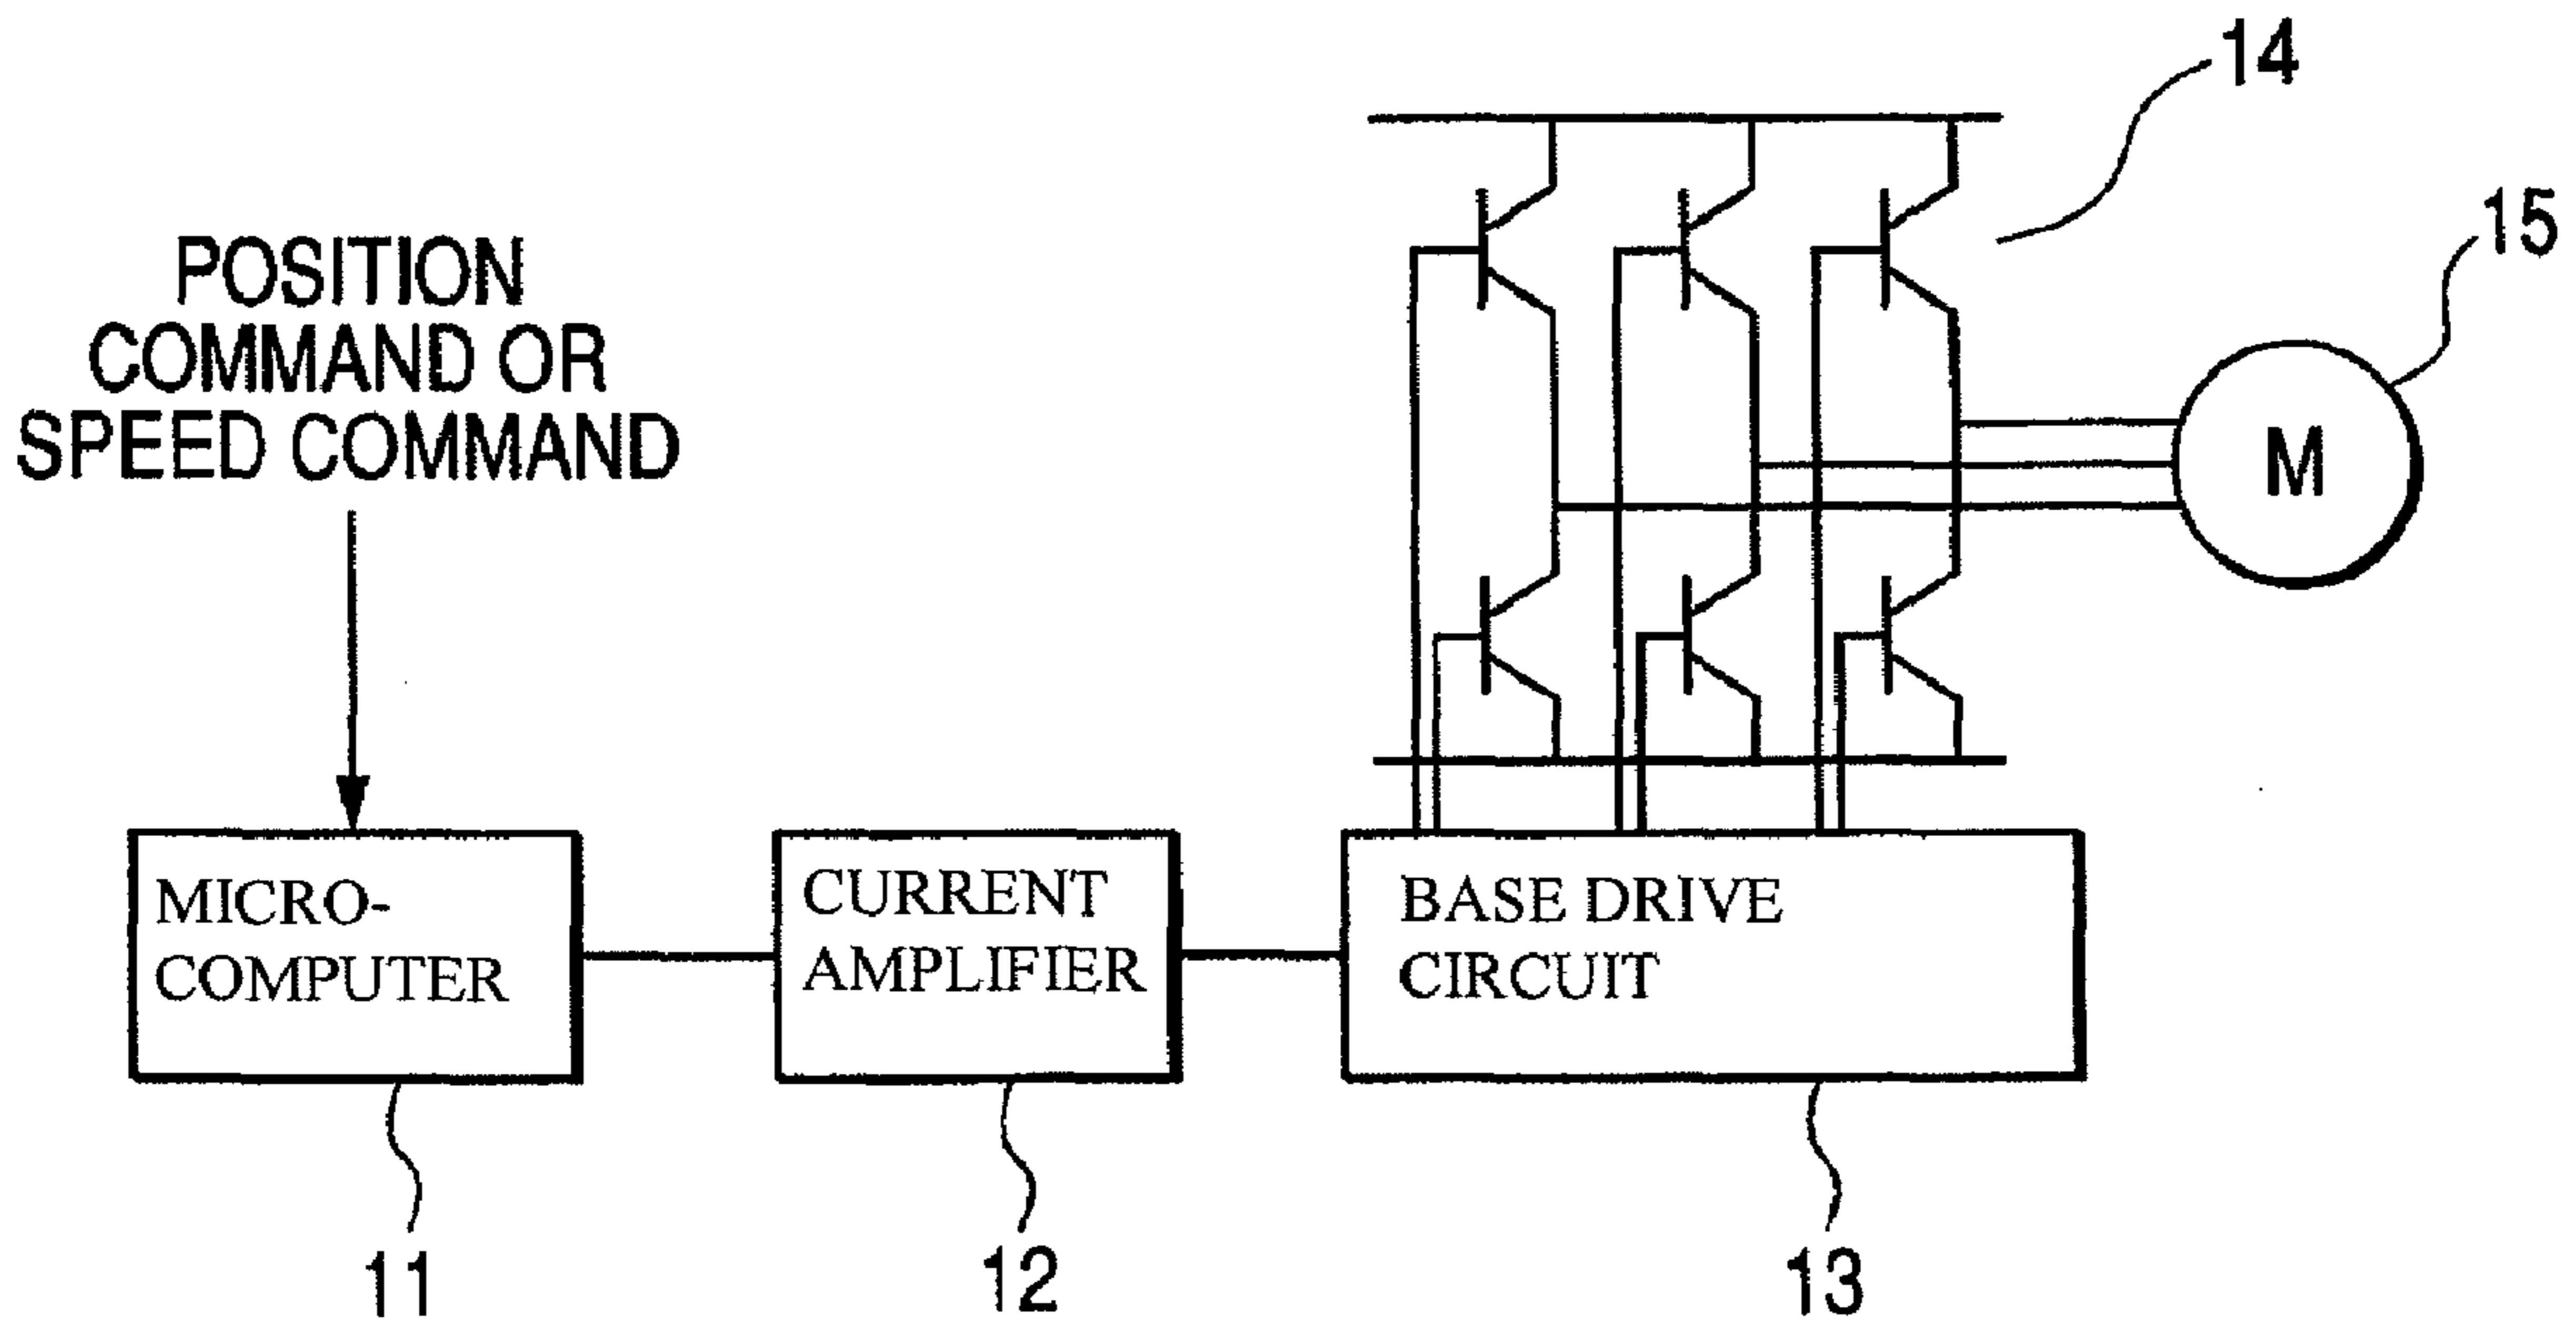 14
15
POSITION
COMMAND OR
SPEED COMMAND
M
MICRO-
COMPUTER
CURRENT
AMPLIFIER
BASE DRIVE
CIRCUIT
11
12
13